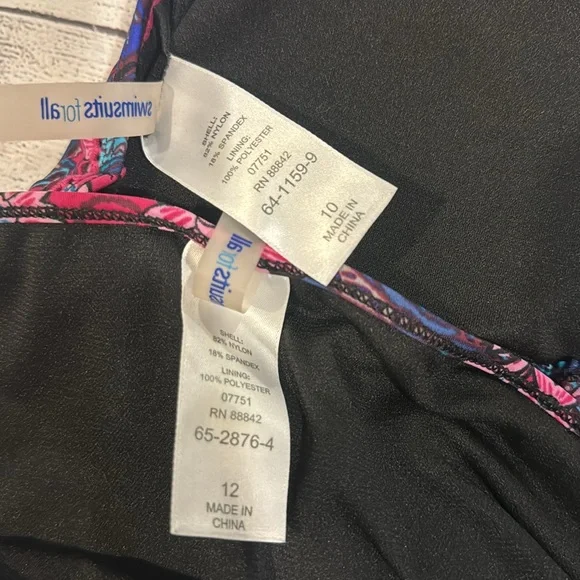 swimsuitsforall
SHELL:
82% NYLON
18% SPANDEX
LINING:
100% POLYESTER
07751
RN 88842
64-1159-9
10
MADE IN
CHINA
suitsforall
SHELL:
82% NYLON
18% SPANDEX
LINING:
100% POLYESTER
07751
RN 88842
65-2876-4
12
MADE IN
CHINA